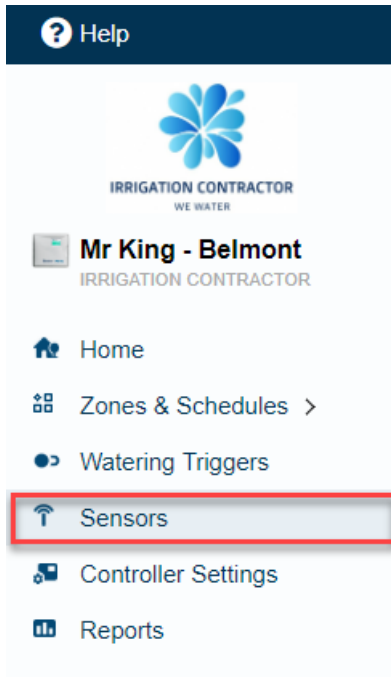 Help
IRRIGATION CONTRACTOR
WE WATER
Mr King - Belmont
IRRIGATION CONTRACTOR
Home
Zones & Schedules >
Watering Triggers
Sensors
Controller Settings
Reports